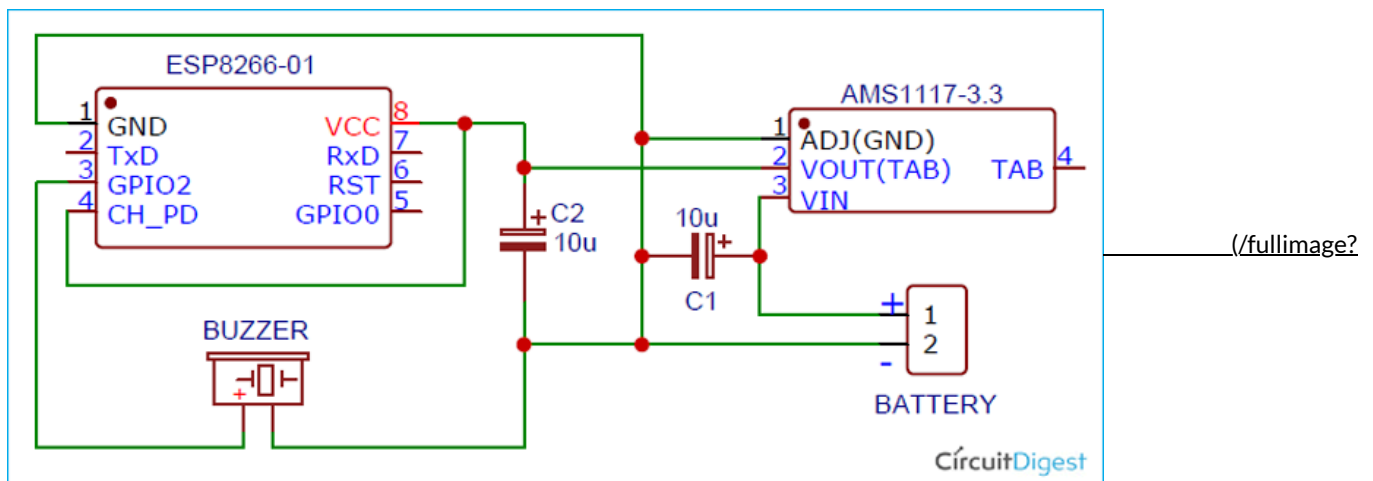 ESP8266-01
1
GND
2
TxD
3
GPIO2
4
CH_PD
VCC
8
RxD
7
RST
6
GPIO0
5
AMS1117-3.3
1
ADJ(GND)
2
VOUT(TAB)
3
VIN
TAB
4
+ C2
10u
10u
+
C1
+
1
2
-
BATTERY
BUZZER
+
CírcuitDigest
(/fullimage?